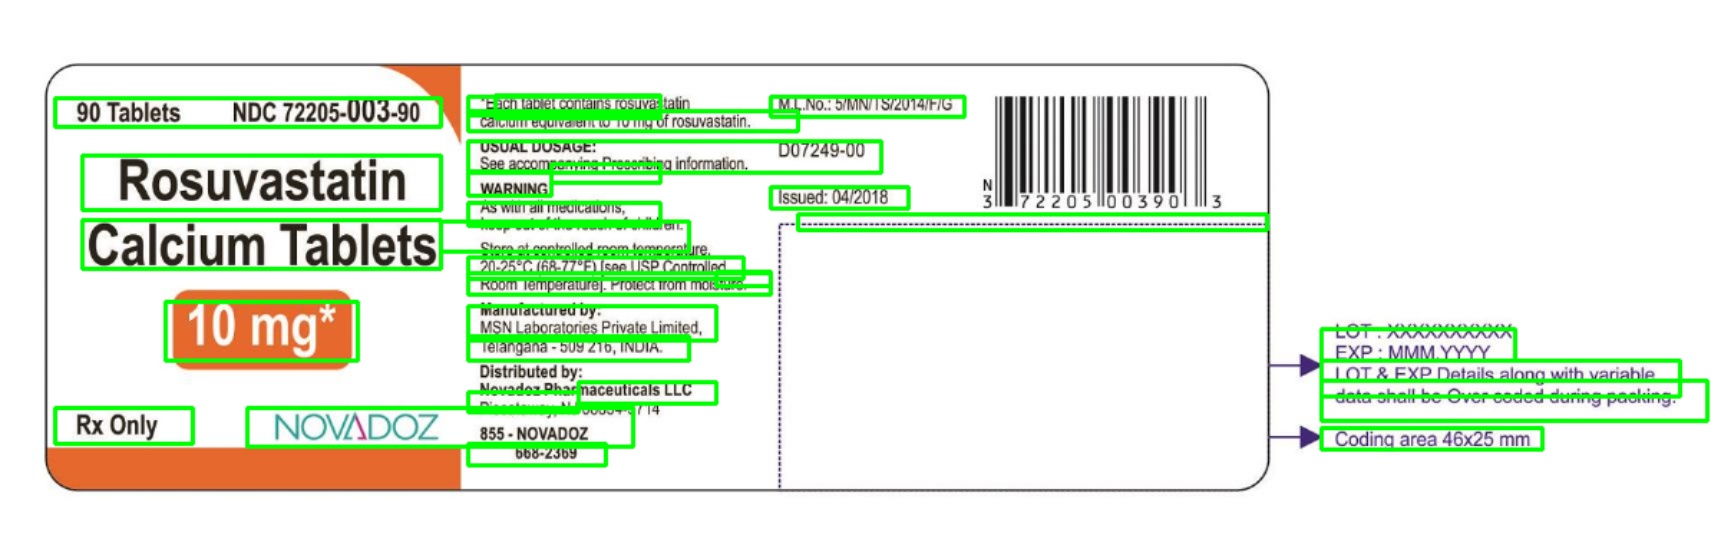 90 Tablets NDC 72205-003-90
Rosuvastatin
Calcium Tablets
10 mg*
Rx Only
NOVADOZ
*Each tablet contains rosuvastatin
calcium equivalent to 10 mg of rosuvastatin.
USUAL DOSAGE:
See accompanying Prescribing information.
WARNING
As with all medications,
keep out of the reach of children.
Store at controlled room temperature,
20-25°C (68-77°F) [see USP Controlled
Room Temperature]. Protect from moisture.
Manufactured by:
MSN Laboratories Private Limited,
Telangana - 509 216, INDIA.
Distributed by:
Novadoz Pharmaceuticals LLC
Piscataway, NJ
855 - NOVADOZ
668-2369
M.L.No.: 5/MN/TS/2014/F/G
D07249-00
Issued: 04/2018
N
3 72205 00390 3
LOT : XXXXXXXXXX
EXP : MMM.YYYY
LOT & EXP Details along with variable
data shall be Over coded during packing.
Coding area 46x25 mm